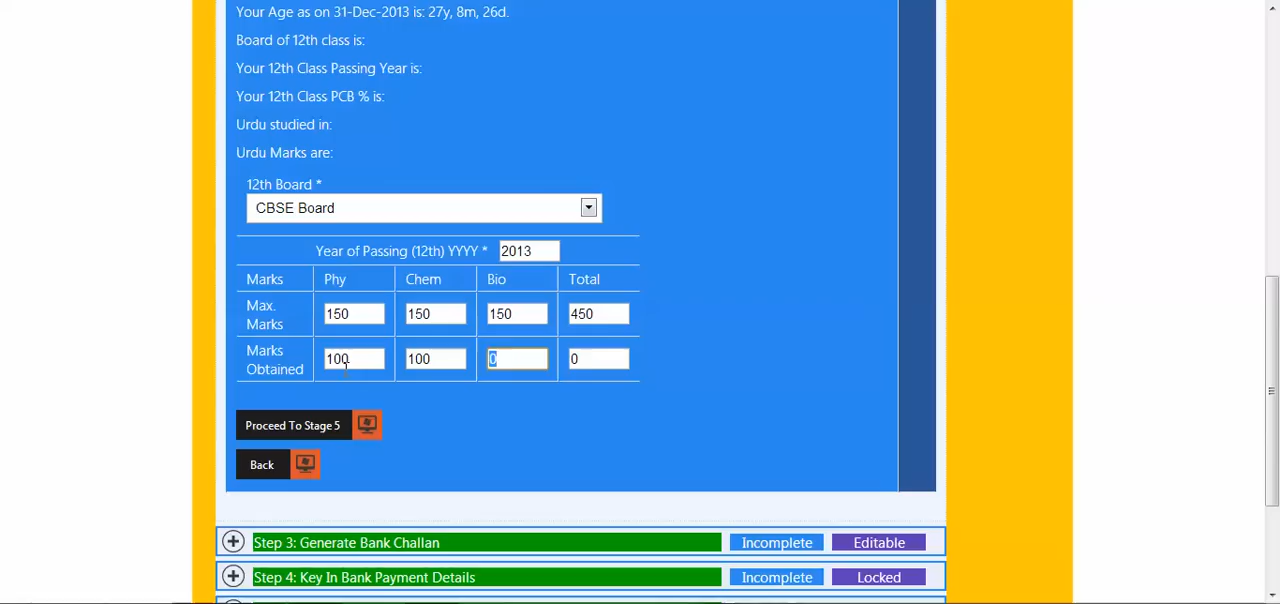 Your Age as on 31-Dec-2013 is: 27y, 8m, 26d.
Board of 12th class is:
Your 12th Class Passing Year is:
Your 12th Class PCB % is:
Urdu studied in:
Urdu Marks are:
12th Board *
CBSE Board
Year of Passing (12th) YYYY * 2013
Marks Phy Chem Bio Total
Max. Marks 150 150 150 450
Marks Obtained 100 100 0 0
Proceed To Stage 5
Back
Step 3: Generate Bank Challan Incomplete Editable
Step 4: Key In Bank Payment Details Incomplete Locked